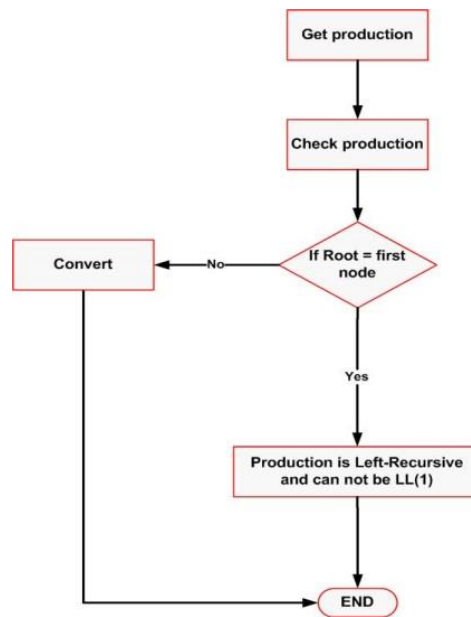 Get production
Check production
If Root = first
node
No
Convert
Yes
Production is Left-Recursive
and can not be LL(1)
END